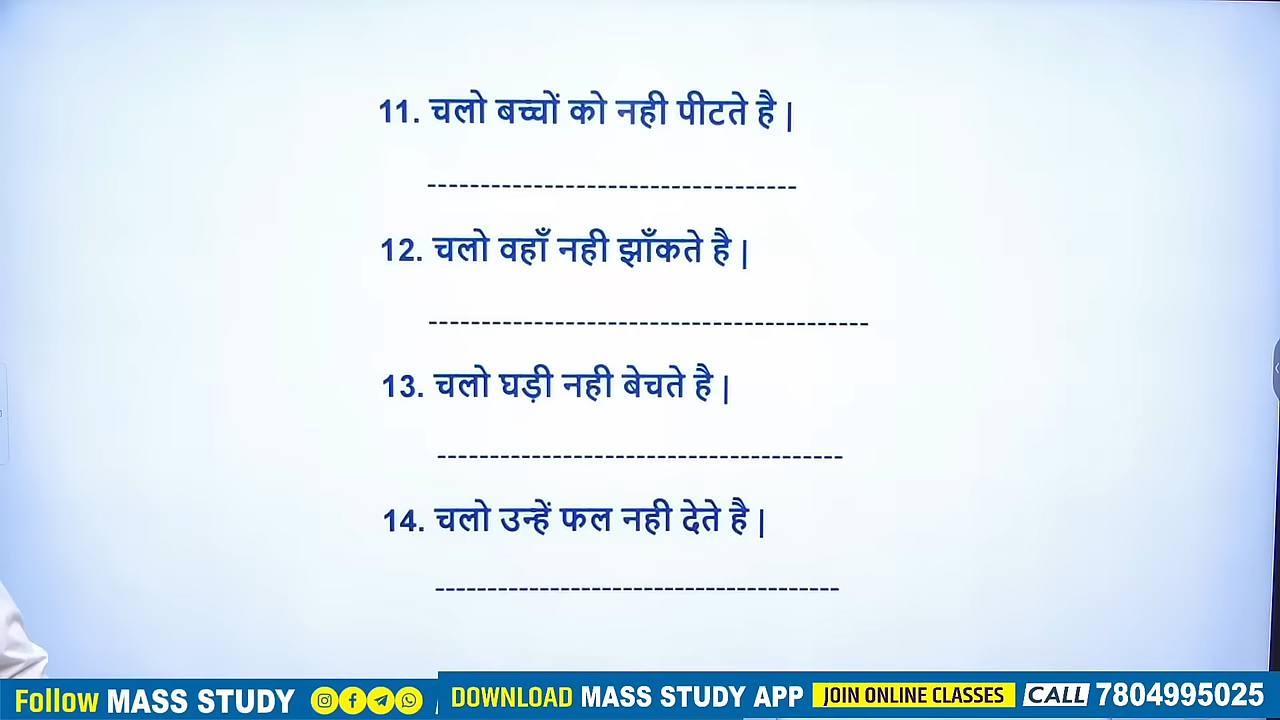 11. चलो बच्चों को नही पीटते है |
-----------------------------------
12. चलो वहाँ नही झाँकते है |
------------------------------------------
13. चलो घड़ी नही बेचते है |
---------------------------------------
14. चलो उन्हें फल नही देते है |
---------------------------------------
Follow MASS STUDY DOWNLOAD MASS STUDY APP JOIN ONLINE CLASSES CALL 7804995025